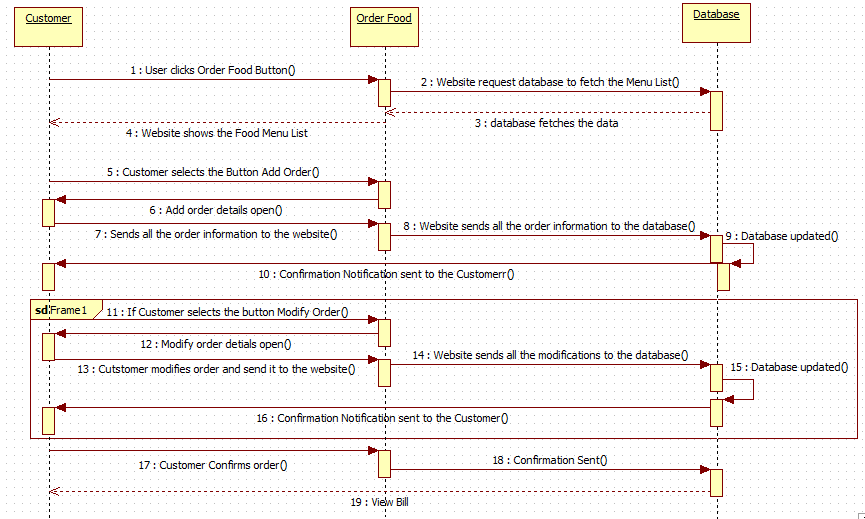 Customer
Order Food
Database
1 : User clicks Order Food Button()
2 : Website request database to fetch the Menu List()
3 : database fetches the data
4 : Website shows the Food Menu List
5 : Customer selects the Button Add Order()
6 : Add order details open()
7 : Sends all the order information to the website()
8 : Website sends all the order information to the database()
9 : Database updated()
10 : Confirmation Notification sent to the Customerr()
sd Frame1
11 : If Customer selects the button Modify Order()
12 : Modify order detials open()
13 : Cutstomer modifies order and send it to the website()
14 : Website sends all the modifications to the database()
15 : Database updated()
16 : Confirmation Notification sent to the Customer()
17 : Customer Confirms order()
18 : Confirmation Sent()
19 : View Bill